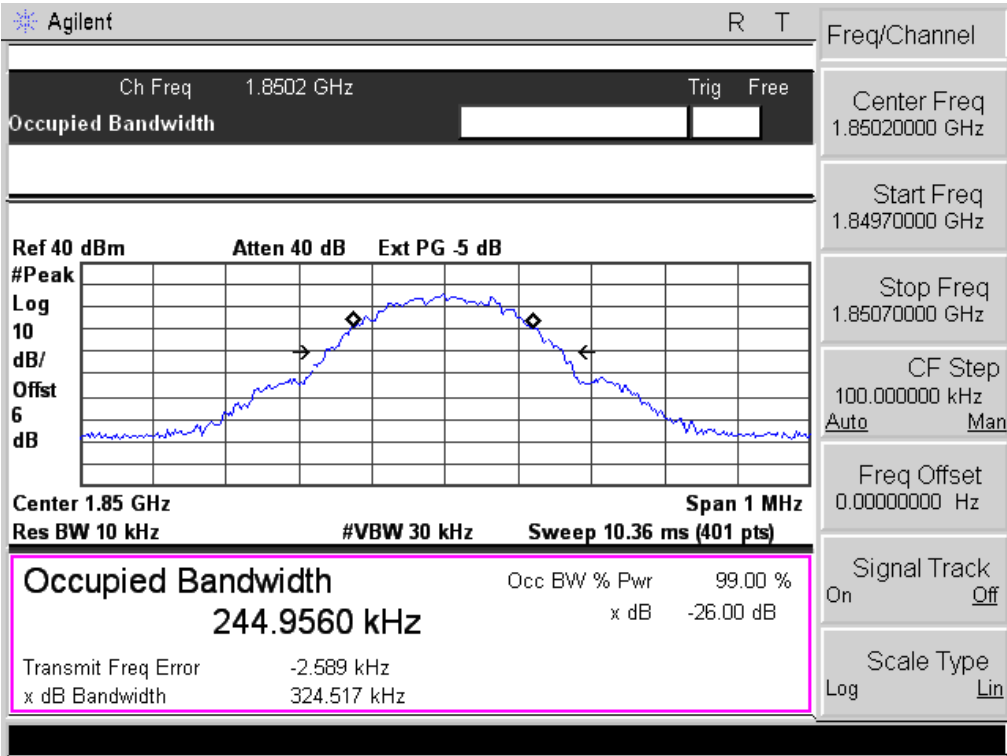 Agilent R T
Ch Freq 1.8502 GHz Trig Free
Occupied Bandwidth
Ref 40 dBm Atten 40 dB Ext PG -5 dB
#Peak
Log
10
dB/
Offst
6
dB
Center 1.85 GHz Span 1 MHz
Res BW 10 kHz #VBW 30 kHz Sweep 10.36 ms (401 pts)
Occupied Bandwidth Occ BW % Pwr 99.00 %
244.9560 kHz x dB -26.00 dB
Transmit Freq Error -2.589 kHz
x dB Bandwidth 324.517 kHz
Freq/Channel
Center Freq
1.85020000 GHz
Start Freq
1.84970000 GHz
Stop Freq
1.85070000 GHz
CF Step
100.000000 kHz
Auto Man
Freq Offset
0.00000000 Hz
Signal Track
On Off
Scale Type
Log Lin